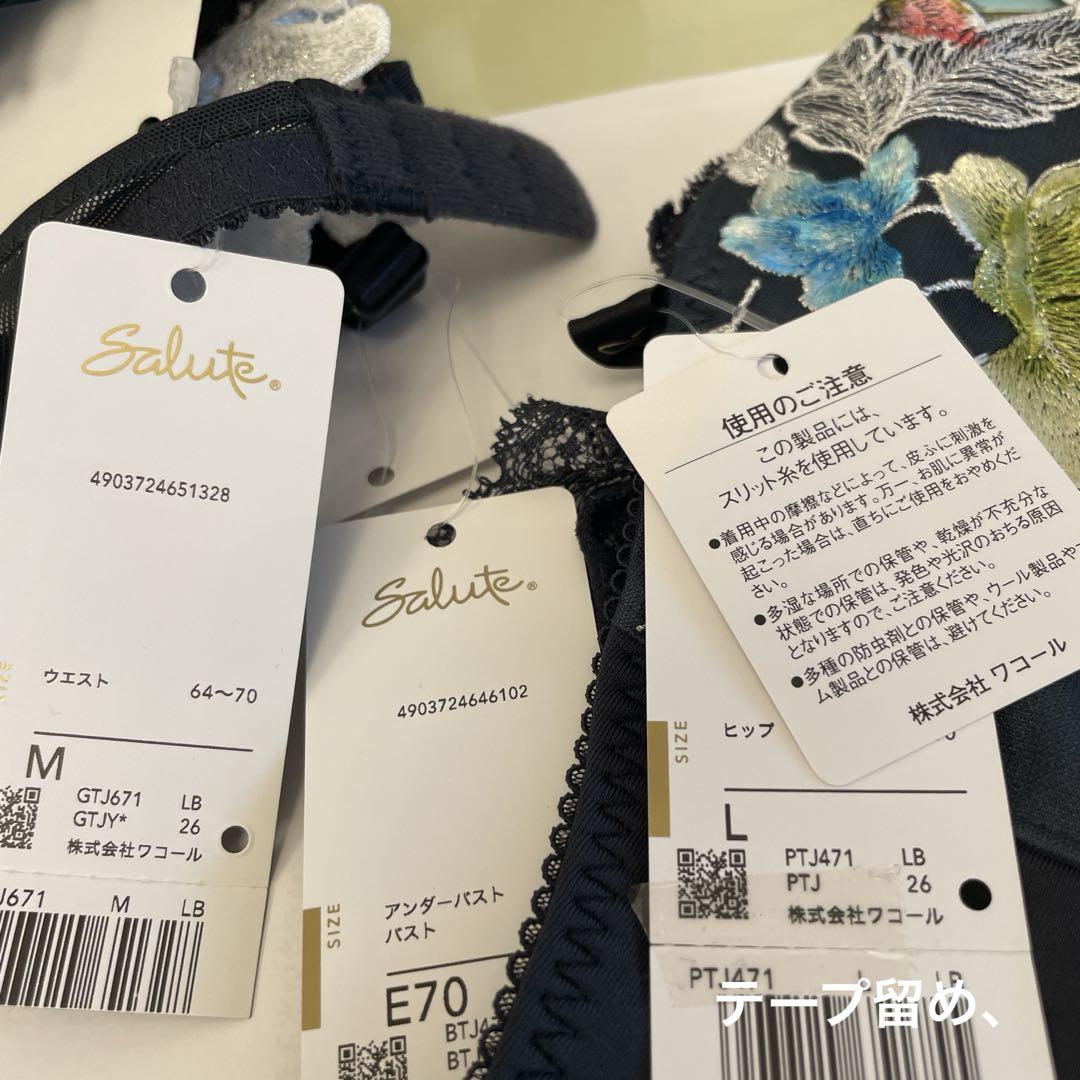 Salute®
4903724651328
SIZE
ウエスト 64〜70
M
GTJ671 LB
GTJY* 26
株式会社ワコール
J671 M LB
Salute®
4903724646102
SIZE
アンダーバスト
バスト
E70
BTJ4
BT
使用のご注意
この製品には、
スリット糸を使用しています。
●着用中の摩擦などによって、皮ふに刺激を
感じる場合があります。万一、お肌に異常が
起こった場合は、直ちにご使用をおやめくだ
さい。
●多湿な場所での保管や、乾燥が不充分な
状態での保管は、発色や光沢のおちる原因
となりますので、ご注意ください。
●多種の防虫剤との保管や、ウール製品や
ム製品との保管は、避けてください。
株式会社 ワコール
SIZE
ヒップ
L
PTJ471 LB
PTJ 26
株式会社ワコール
PTJ471 L LB
テープ留め、